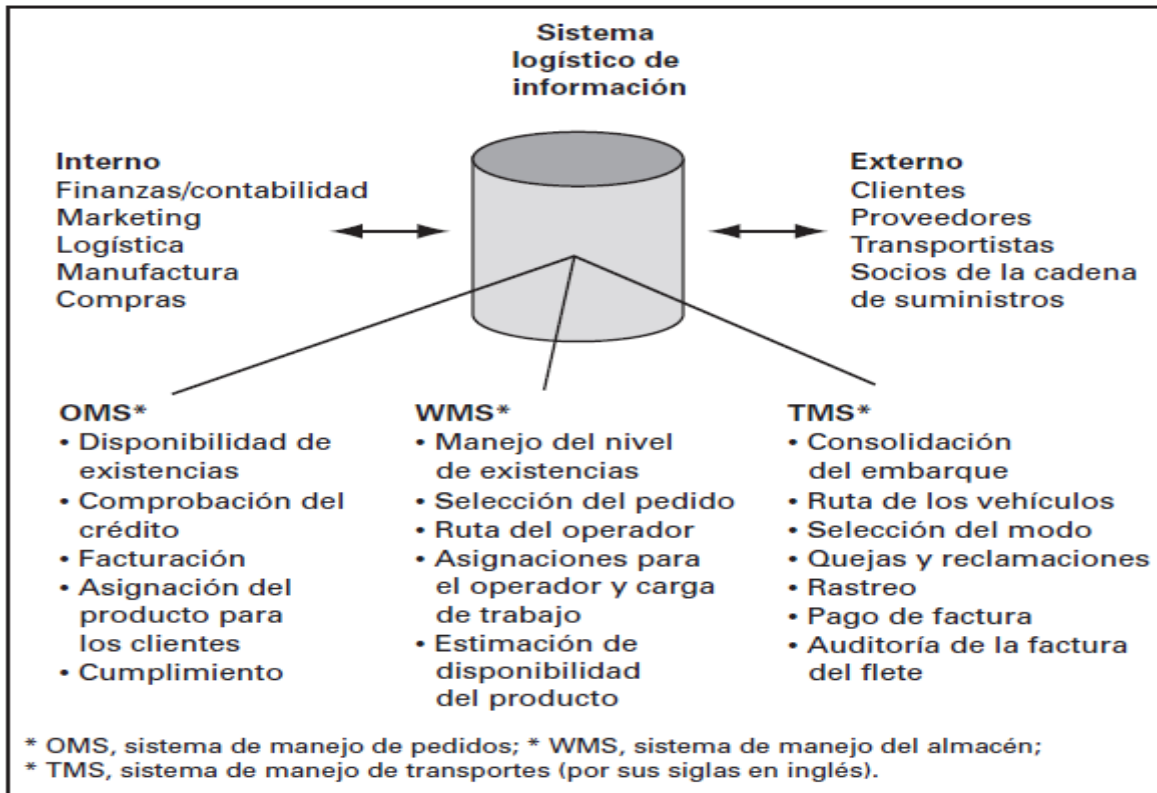 Sistema
logístico de
información
Interno
Finanzas/contabilidad
Marketing
Logística
Manufactura
Compras
Externo
Clientes
Proveedores
Transportistas
Socios de la cadena
de suministros
OMS*
• Disponibilidad de
existencias
• Comprobación del
crédito
• Facturación
• Asignación del
producto para
los clientes
• Cumplimiento
WMS*
• Manejo del nivel
de existencias
• Selección del pedido
• Ruta del operador
• Asignaciones para
el operador y carga
de trabajo
• Estimación de
disponibilidad
del producto
TMS*
• Consolidación
del embarque
• Ruta de los vehículos
• Selección del modo
• Quejas y reclamaciones
• Rastreo
• Pago de factura
• Auditoría de la factura
del flete
* OMS, sistema de manejo de pedidos; * WMS, sistema de manejo del almacén;
* TMS, sistema de manejo de transportes (por sus siglas en inglés).